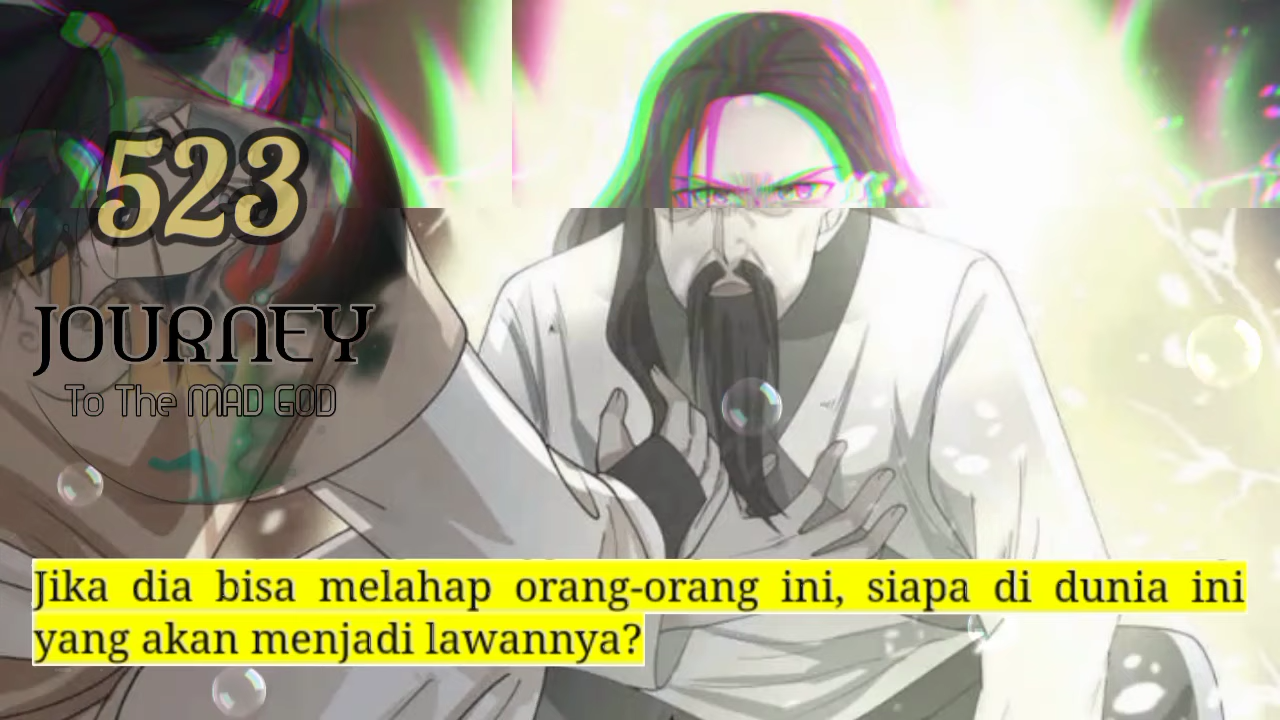 523
JOURNEY
To The MAD GOD
Jika dia bisa melahap orang-orang ini, siapa di dunia ini
yang akan menjadi lawannya?